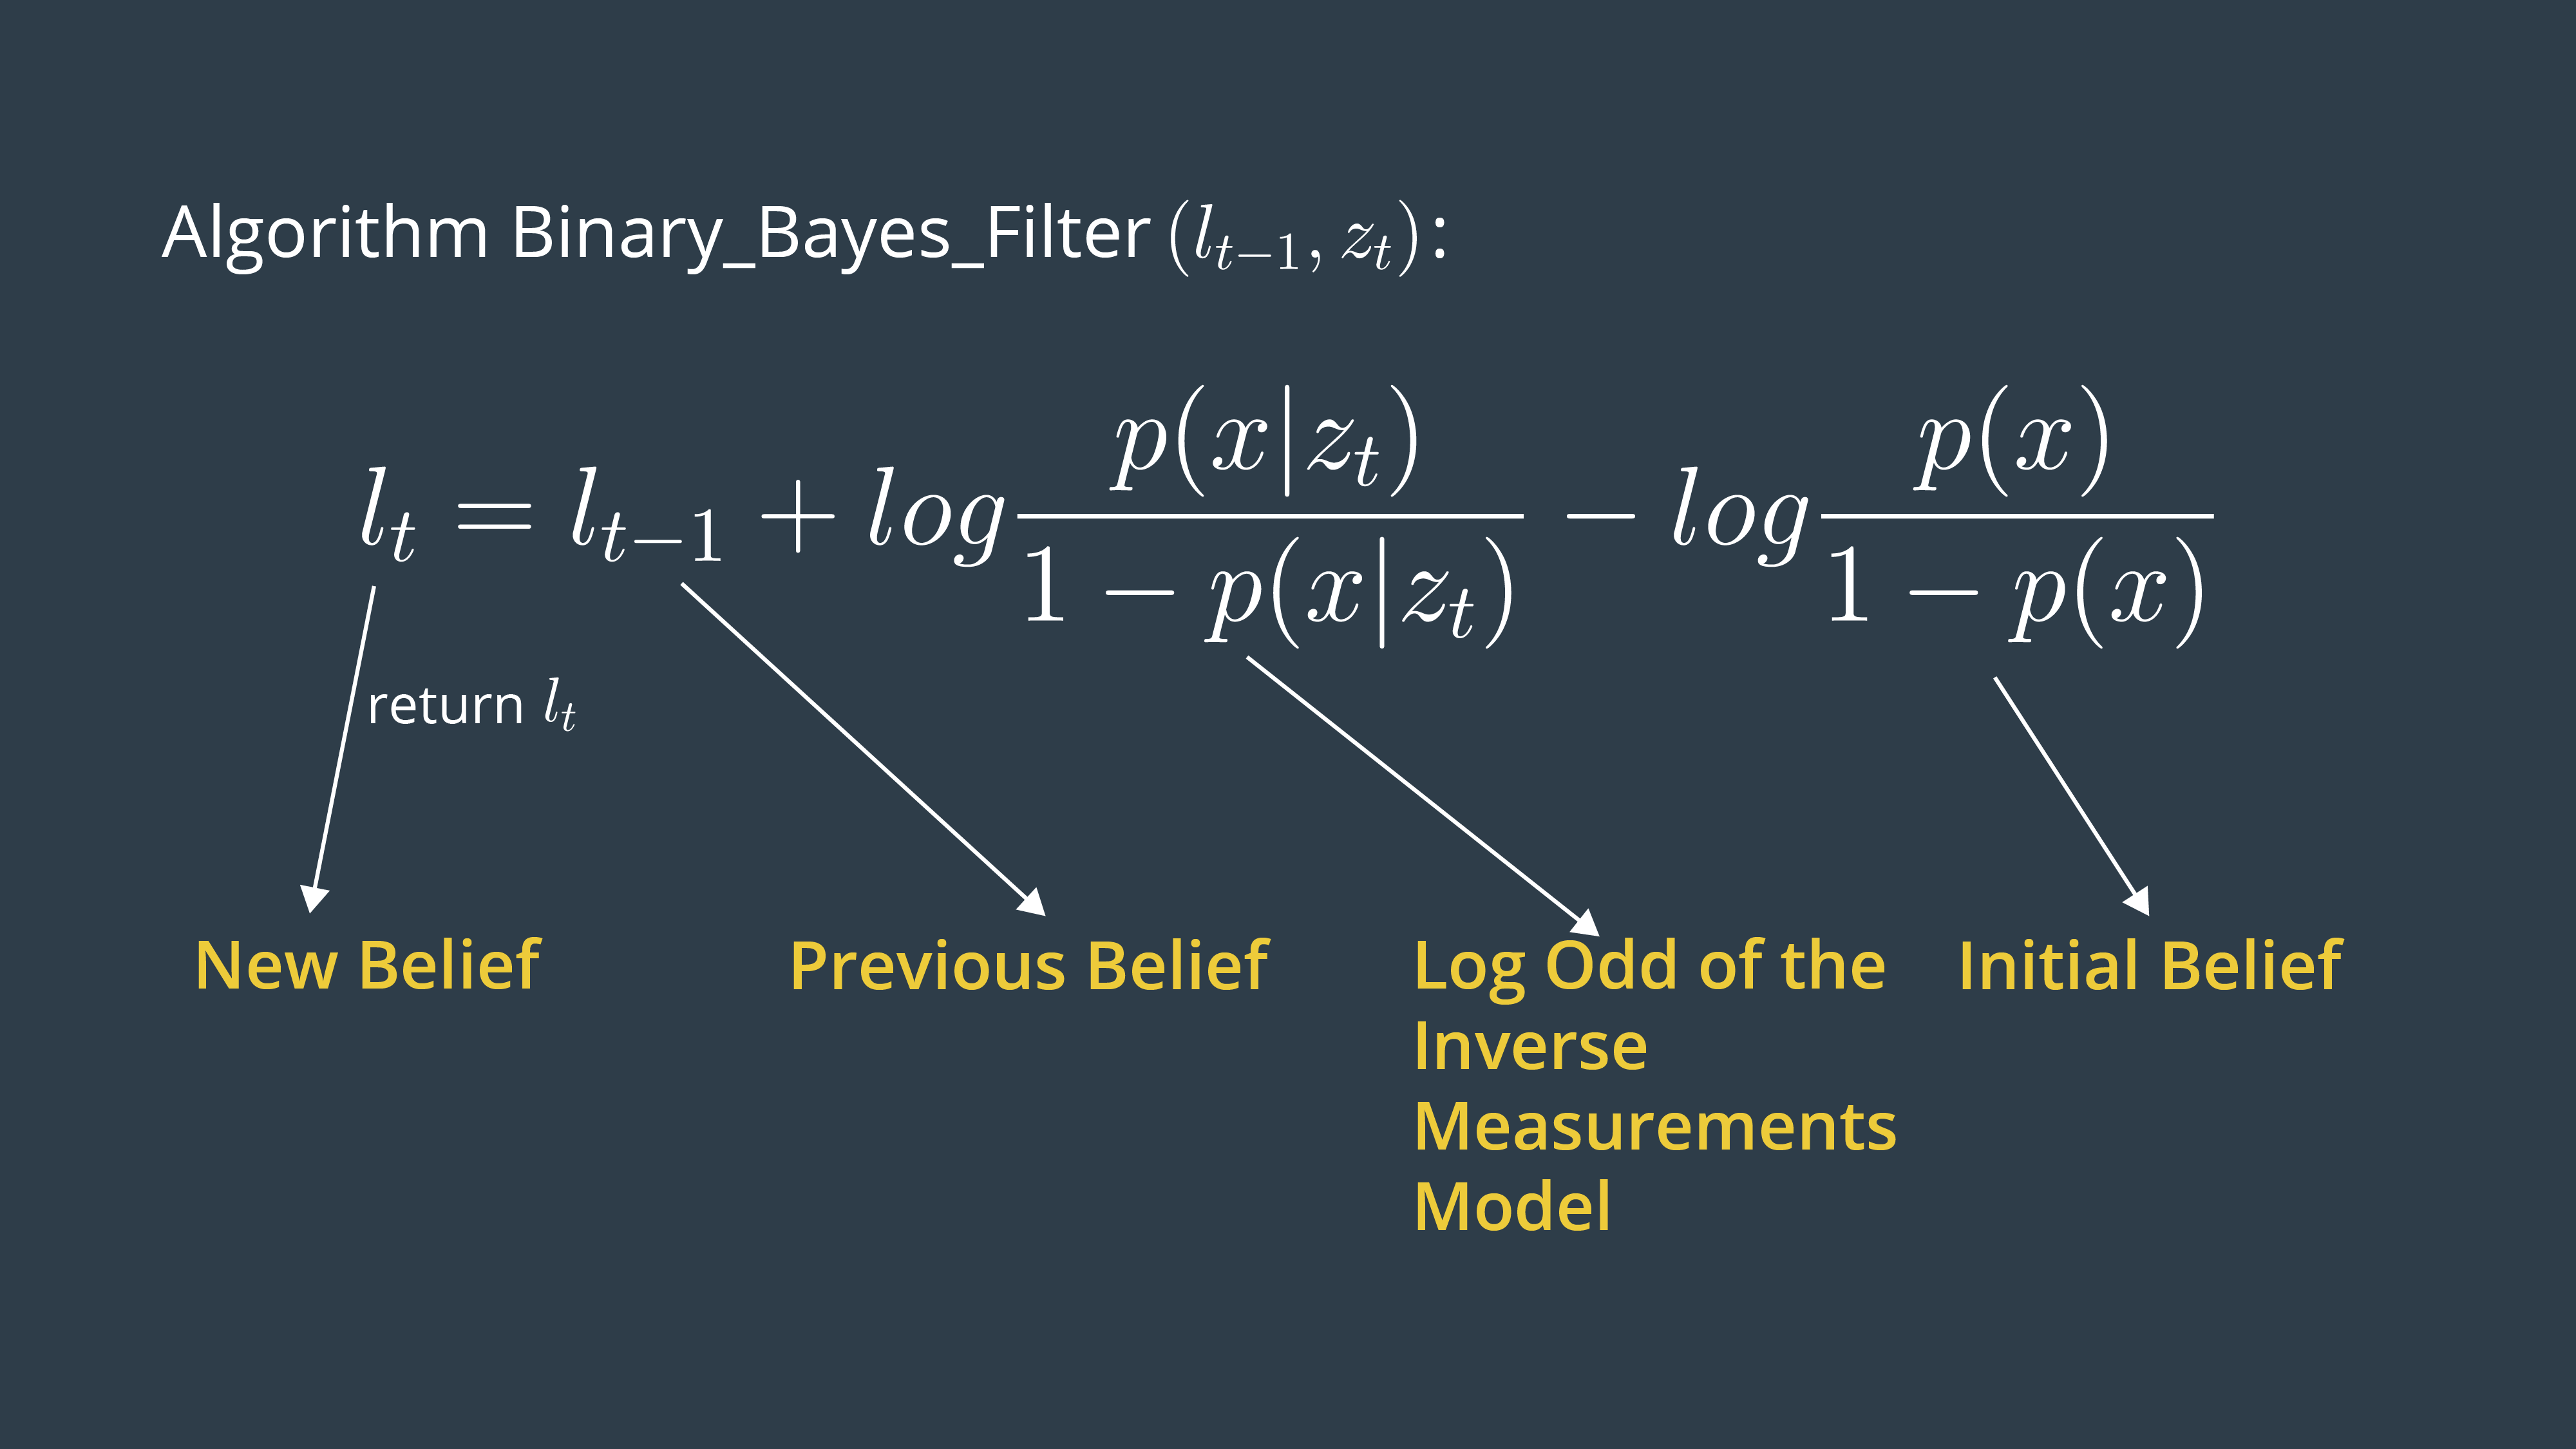 Algorithm Binary_Bayes_Filter (l_{t−1}, z_t):
l_t = l_{t−1} + log \frac{p(x|z_t)}{1 − p(x|z_t)} − log \frac{p(x)}{1 − p(x)}
return l_t
New Belief
Previous Belief
Log Odd of the
Inverse
Measurements
Model
Initial Belief